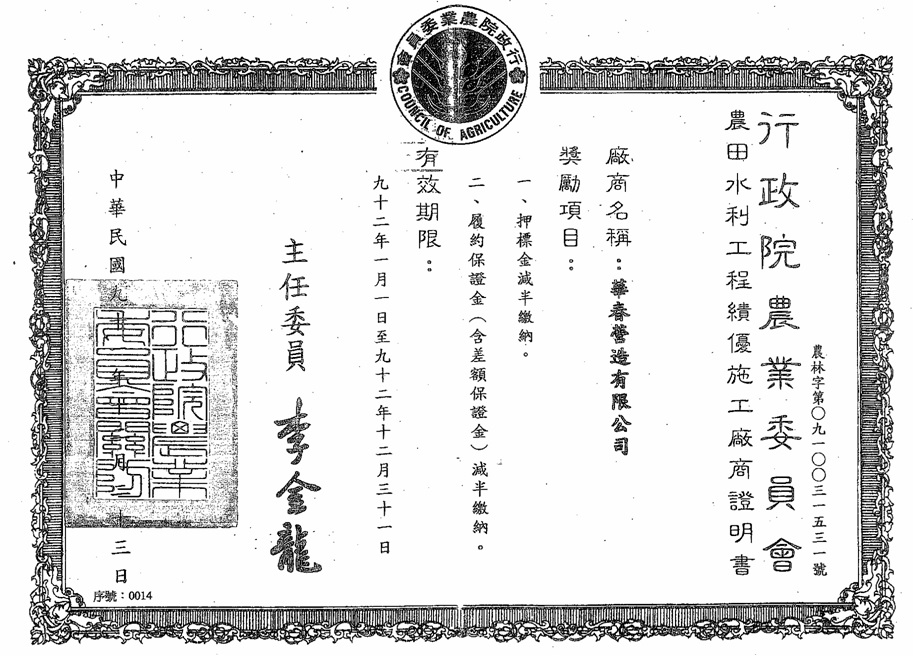 行政院農業委員會
COUNCIL OF AGRICULTURE
農林字第〇九一〇〇三一五三一號
行政院農業委員會
農田水利工程績優施工廠商證明書
廠商名稱：華春營造有限公司
獎勵項目：
一、押標金減半繳納。
二、履約保證金（含差額保證金）減半繳納。
有效期限：
九十二年一月一日至九十二年十二月三十一日
主任委員 李金龍
中華民國九十一年十二月十三日
序號：0014